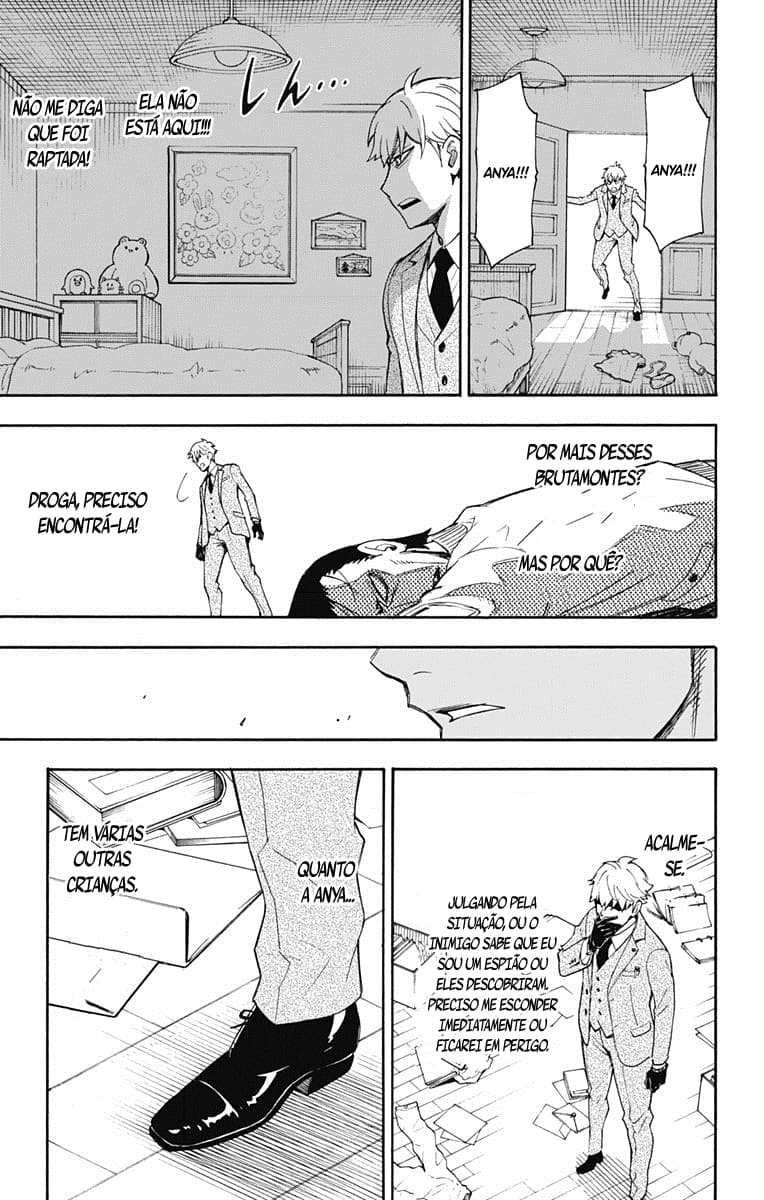 ANYA!!!
ANYA!!!
しん…
ELA NÃO
ESTÁ AQUI!!!
NÃO ME DIGA
QUE FOI
RAPTADA!
POR MAIS DESSES
BRUTAMONTES?
MAS POR QUÊ?
DROGA, PRECISO
ENCONTRÁ-LA!
ACALME-
SE.
JULGANDO PELA
SITUAÇÃO, OU O
INIMIGO SABE QUE EU
SOU UM ESPIÃO OU
ELES DESCOBRIRAM.
PRECISO ME ESCONDER
IMEDIATAMENTE OU
FICAREI EM PERIGO.
QUANTO
A ANYA...
TEM VÁRIAS
OUTRAS
CRIANÇAS.